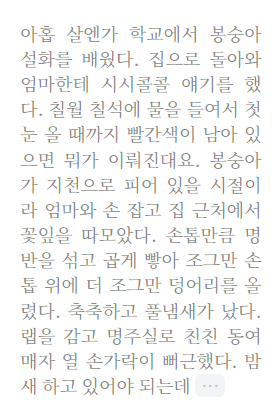 아홉 살엔가 학교에서 봉숭아
설화를 배웠다. 집으로 돌아와
엄마한테 시시콜콜 얘기를 했
다. 칠월 칠석에 물을 들여서 첫
눈 올 때까지 빨간색이 남아 있
으면 뭐가 이뤄진대요. 봉숭아
가 지천으로 피어 있을 시절이
라 엄마와 손 잡고 집 근처에서
꽃잎을 따모았다. 손톱만큼 명
반을 섞고 곱게 빻아 조그만 손
톱 위에 더 조그만 덩어리를 올
렸다. 축축하고 풀냄새가 났다.
랩을 감고 명주실로 친친 동여
매자 열 손가락이 뻐근했다. 밤
새 하고 있어야 되는데 ...